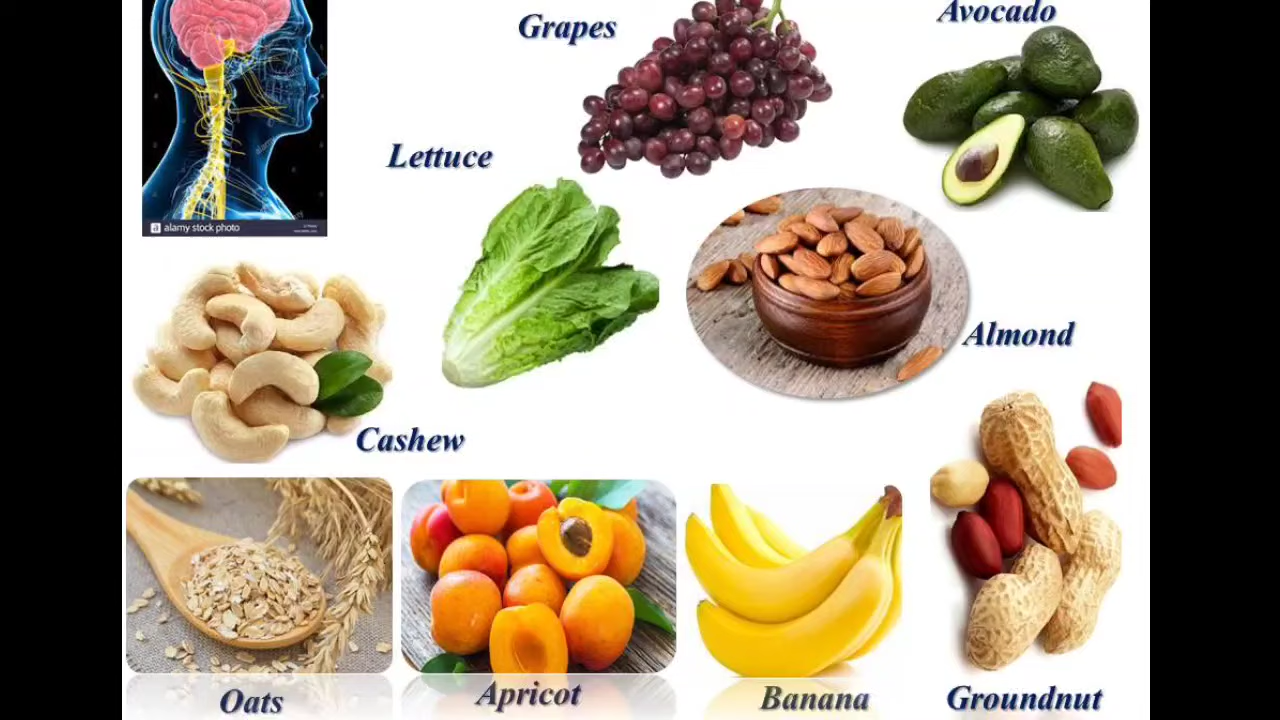 Grapes
Avocado
Lettuce
alamy stock photo
Almond
Cashew
Oats
Apricot
Banana
Groundnut